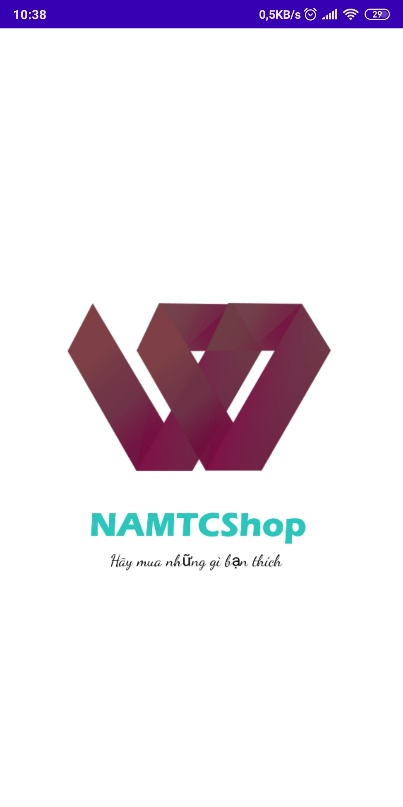 10:38
0,5KB/s
29
NAMTCShop
Hãy mua những gì bạn thích